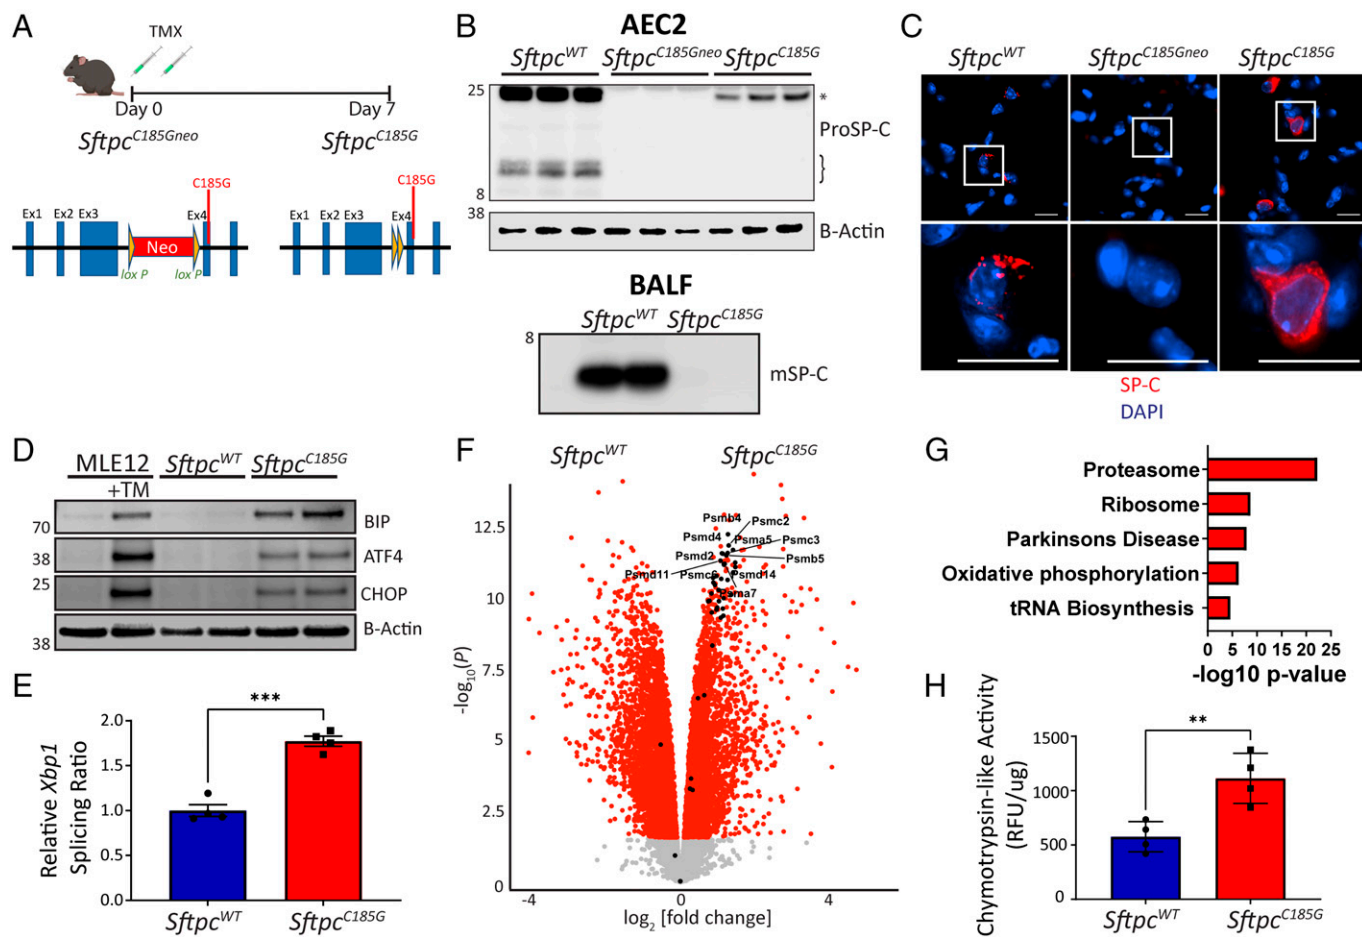 A
TMX
Day 0
Day 7
Sftpc^C185Gneo
Sftpc^C185G
C185G
C185G
Ex1 Ex2 Ex3 Ex4
Ex1 Ex2 Ex3 Ex4
Neo
lox P lox P
B
AEC2
Sftpc^WT Sftpc^C185Gneo Sftpc^C185G
25
*
ProSP-C
}
8
38
B-Actin
BALF
Sftpc^WT Sftpc^C185G
8
mSP-C
C
Sftpc^WT Sftpc^C185Gneo Sftpc^C185G
SP-C
DAPI
D
MLE12 Sftpc^WT Sftpc^C185G
+TM
70
BIP
38
ATF4
25
CHOP
38
B-Actin
E
***
2.0
1.5
1.0
0.5
0.0
Relative Xbp1
Splicing Ratio
Sftpc^WT Sftpc^C185G
F
Sftpc^WT Sftpc^C185G
12.5
10
7.5
5
2.5
0
-log10(P)
Psmb4
Psmc2
Psmd4
Psma5
Psmc3
Psmd2
Psmb5
Psmd11
Psmc6
Psmd14
Psma7
-4 -2 0 2 4
log2 [fold change]
G
Proteasome
Ribosome
Parkinsons Disease
Oxidative phosphorylation
tRNA Biosynthesis
0 5 10 15 20 25
-log10 p-value
H
**
1500
1000
500
0
Chymotrypsin-like Activity
(RFU/ug)
Sftpc^WT Sftpc^C185G